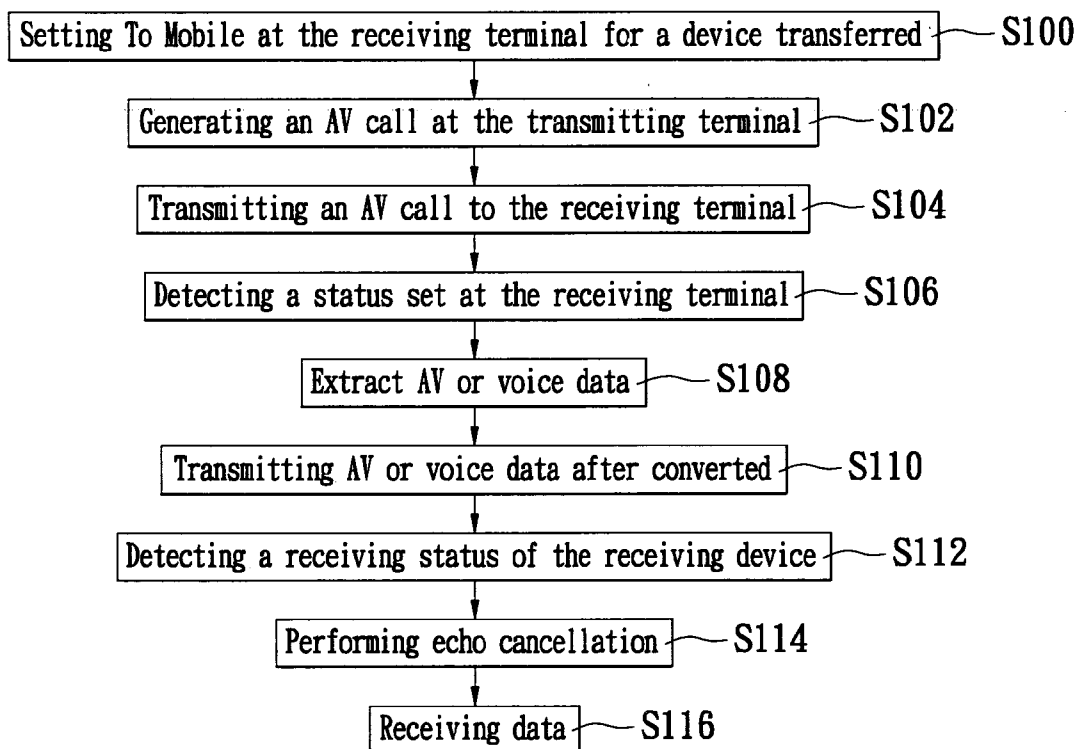 Setting To Mobile at the receiving terminal for a device transferred S100
Generating an AV call at the transmitting terminal S102
Transmitting an AV call to the receiving terminal S104
Detecting a status set at the receiving terminal S106
Extract AV or voice data S108
Transmitting AV or voice data after converted S110
Detecting a receiving status of the receiving device S112
Performing echo cancellation S114
Receiving data S116